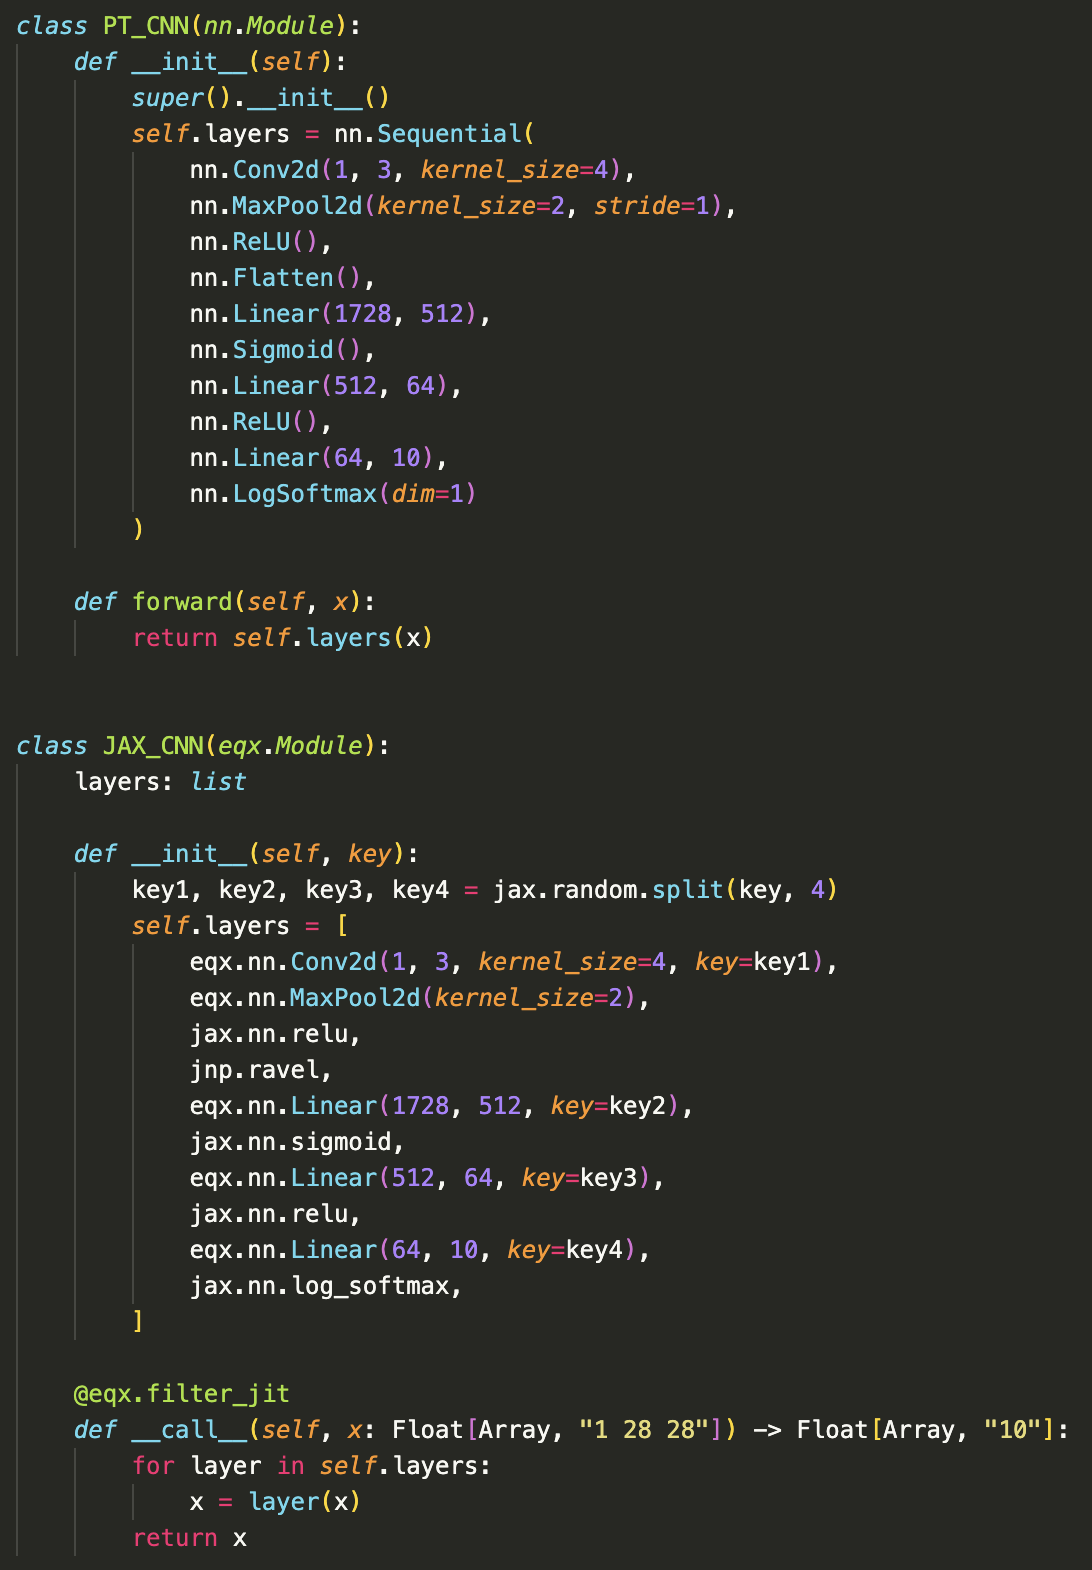 class PT_CNN(nn.Module):
    def __init__(self):
        super().__init__()
        self.layers = nn.Sequential(
            nn.Conv2d(1, 3, kernel_size=4),
            nn.MaxPool2d(kernel_size=2, stride=1),
            nn.ReLU(),
            nn.Flatten(),
            nn.Linear(1728, 512),
            nn.Sigmoid(),
            nn.Linear(512, 64),
            nn.ReLU(),
            nn.Linear(64, 10),
            nn.LogSoftmax(dim=1)
        )

    def forward(self, x):
        return self.layers(x)


class JAX_CNN(eqx.Module):
    layers: list

    def __init__(self, key):
        key1, key2, key3, key4 = jax.random.split(key, 4)
        self.layers = [
            eqx.nn.Conv2d(1, 3, kernel_size=4, key=key1),
            eqx.nn.MaxPool2d(kernel_size=2),
            jax.nn.relu,
            jnp.ravel,
            eqx.nn.Linear(1728, 512, key=key2),
            jax.nn.sigmoid,
            eqx.nn.Linear(512, 64, key=key3),
            jax.nn.relu,
            eqx.nn.Linear(64, 10, key=key4),
            jax.nn.log_softmax,
        ]

    @eqx.filter_jit
    def __call__(self, x: Float[Array, "1 28 28"]) -> Float[Array, "10"]:
        for layer in self.layers:
            x = layer(x)
        return x